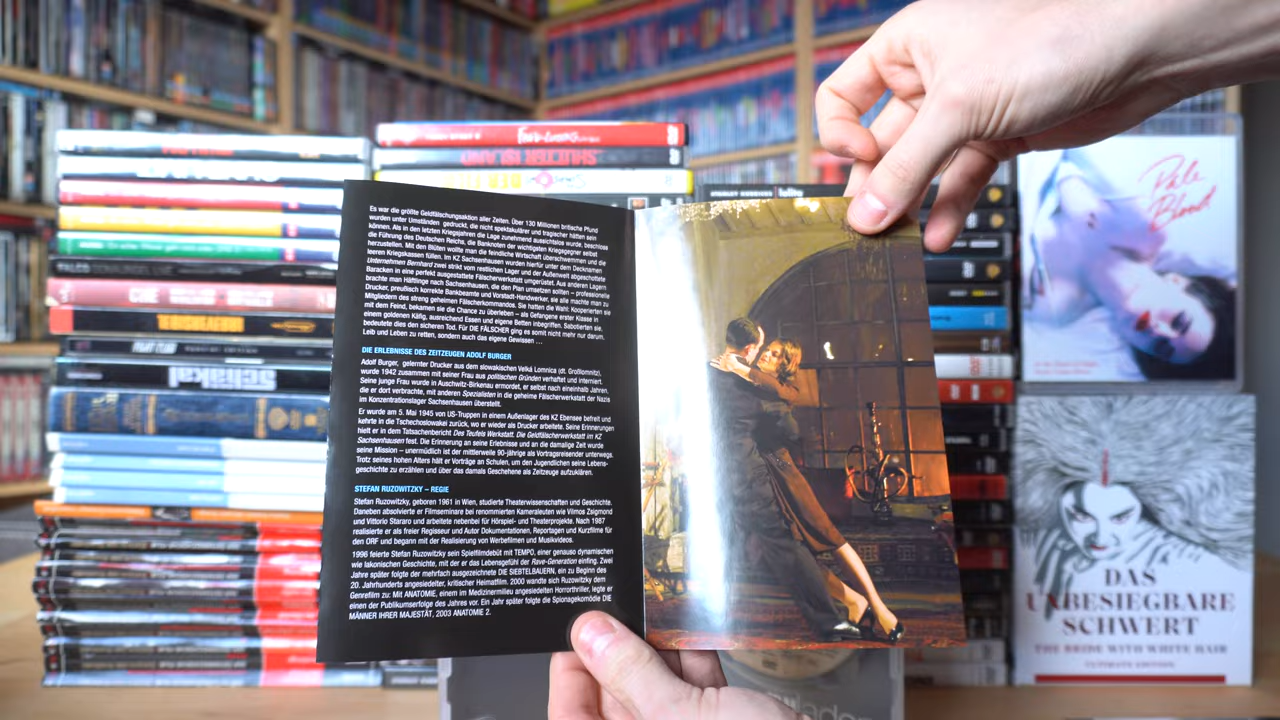 Es war die größte Geldfälschungsaktion aller Zeiten. Über 130 Millionen britische Pfund
wurden unter Umständen gedruckt, die nicht spektakulärer und tragischer hätten sein
können. Als in den letzten Kriegsjahren die Lage zunehmend aussichtslos wurde, beschloss
die Führung des Deutschen Reichs, die Banknoten der wichtigsten Kriegsgegner selbst
herzustellen. Mit den Blüten wollte man die feindliche Wirtschaft überschwemmen und die
leeren Kriegskassen füllen. Im KZ Sachsenhausen wurden hierfür unter dem Decknamen
Unternehmen Bernhard zwei strikt vom restlichen Lager und der Außenwelt abgeschottete
Baracken in eine perfekt ausgestattete Fälscherwerkstatt umgerüstet. Aus anderen Lagern
brachte man Häftlinge nach Sachsenhausen, die den Plan umsetzen sollten – professionelle
Drucker, preußisch korrekte Bankbeamte und Vorstadt-Handwerker, sie alle machte man zu
Mitgliedern des streng geheimen Fälscherkommandos. Sie hatten die Wahl: Kooperierten sie
mit dem Feind, bekamen sie die Chance zu überleben – als Gefangene erster Klasse in
einem goldenen Käfig, ausreichend Essen und eigene Betten inbegriffen. Sabotierten sie,
bedeutete dies den sicheren Tod. Für DIE FÄLSCHER ging es somit nicht mehr nur darum,
Leib und Leben zu retten, sondern auch das eigene Gewissen ...
DIE ERLEBNISSE DES ZEITZEUGEN ADOLF BURGER
Adolf Burger, gelernter Drucker aus dem slowakischen Velká Lomnica (dt. Großlomnitz),
wurde 1942 zusammen mit seiner Frau aus politischen Gründen verhaftet und interniert.
Seine junge Frau wurde in Auschwitz-Birkenau ermordet, er selbst nach eineinhalb Jahren,
die er dort verbrachte, mit anderen Spezialisten in die geheime Fälscherwerkstatt der Nazis
im Konzentrationslager Sachsenhausen überstellt.
Er wurde am 5. Mai 1945 von US-Truppen in einem Außenlager des KZ Ebensee befreit und
kehrte in die Tschechoslowakei zurück, wo er wieder als Drucker arbeitete. Seine Erinnerungen
hielt er in dem Tatsachenbericht Des Teufels Werkstatt. Die Geldfälscherwerkstatt im KZ
Sachsenhausen fest. Die Erinnerung an seine Erlebnisse und an die damalige Zeit wurde
seine Mission – unermüdlich ist der mittlerweile 90-jährige als Vortragsreisender unterwegs.
Trotz seines hohen Alters hält er Vorträge an Schulen, um den Jugendlichen seine Lebens-
geschichte zu erzählen und über das damals Geschehene als Zeitzeuge aufzuklären.
STEFAN RUZOWITZKY – REGIE
Stefan Ruzowitzky, geboren 1961 in Wien, studierte Theaterwissenschaften und Geschichte.
Daneben absolvierte er Filmseminare bei renommierten Kameraleuten wie Vilmos Zsigmond
und Vittorio Stararo und arbeitete nebenbei für Hörspiel- und Theaterprojekte. Nach 1987
realisierte er als freier Regisseur und Autor Dokumentationen, Reportagen und Kurzfilme für
den ORF und begann mit der Realisierung von Werbefilmen und Musikvideos.
1996 feierte Stefan Ruzowitzky sein Spielfilmdebüt mit TEMPO, einer genauso dynamischen
wie lakonischen Geschichte, mit der er das Lebensgefühl der Rave-Generation einfing. Zwei
Jahre später folgte der mehrfach ausgezeichnete DIE SIEBTELBAUERN, ein zu Beginn des
20. Jahrhunderts angesiedelter, kritischer Heimatfilm. 2000 wandte sich Ruzowitzky dem
Genrefilm zu: Mit ANATOMIE, einem im Medizinermilieu angesiedelten Horrorthriller, legte er
einen der Publikumserfolge des Jahres vor. Ein Jahr später folgte die Spionagekomödie DIE
MÄNNER IHRER MAJESTÄT, 2003 ANATOMIE 2.
SHUTTER ISLAND
lolita
Schakal
Pale
Blood
DAS
UNBESIEGBARE
SCHWERT
THE BRIDE WITH WHITE HAIR
ULTIMATE EDITION